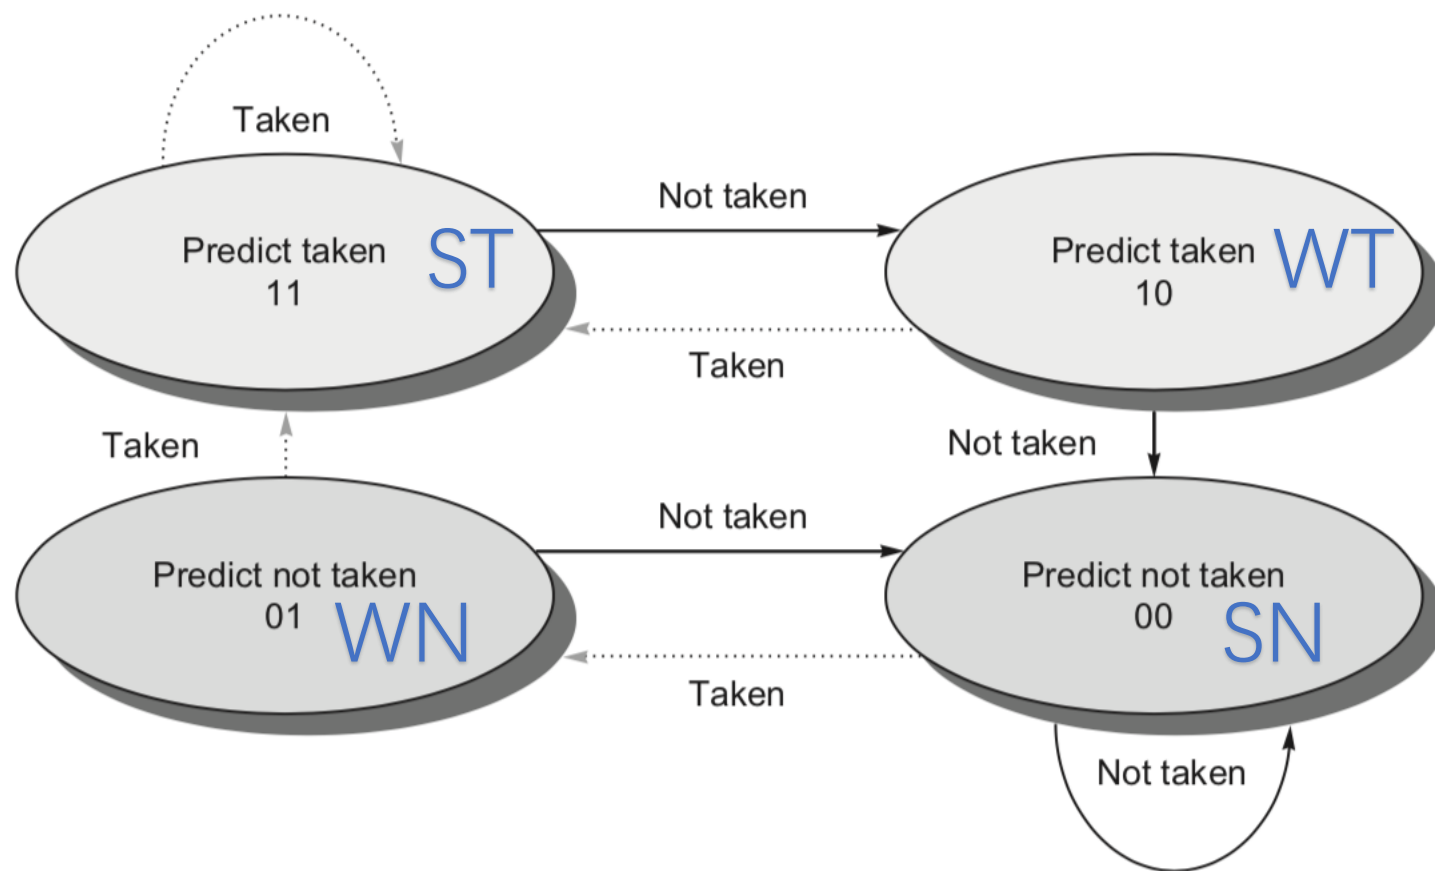 Taken
Not taken
Predict taken
11
ST
Predict taken
10
WT
Taken
Taken
Not taken
Not taken
Predict not taken
01
WN
Predict not taken
00
SN
Taken
Not taken